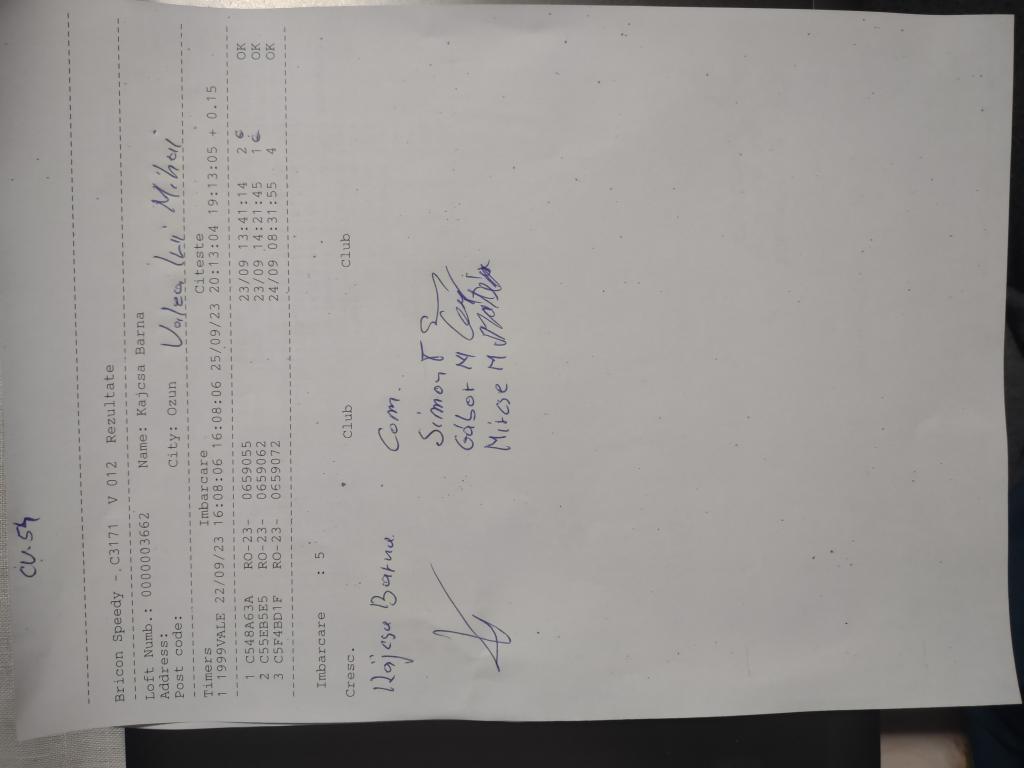 CU.54
Bricon Speedy - C3171 V 012 Rezultate
Loft Numb.: 0000003662 Name: Kajcsa Barna
Address:
Post code: City: Ozun Valea lui Mihai
Timers Imbarcare Citeste
1 1999VALE 22/09/23 16:08:06 16:08:06 25/09/23 20:13:04 19:13:05 + 0.15
1 C548A63A RO-23- 0659055 23/09 13:41:14 2 OK
2 C55EB5E5 RO-23- 0659062 23/09 14:21:45 1 OK
3 C5F4BD1F RO-23- 0659072 24/09 08:31:55 4 OK
Imbarcare : 5
Cresc. Club Club
Kajcsa Barna Com.
Simon
Gábor M
Mircse M